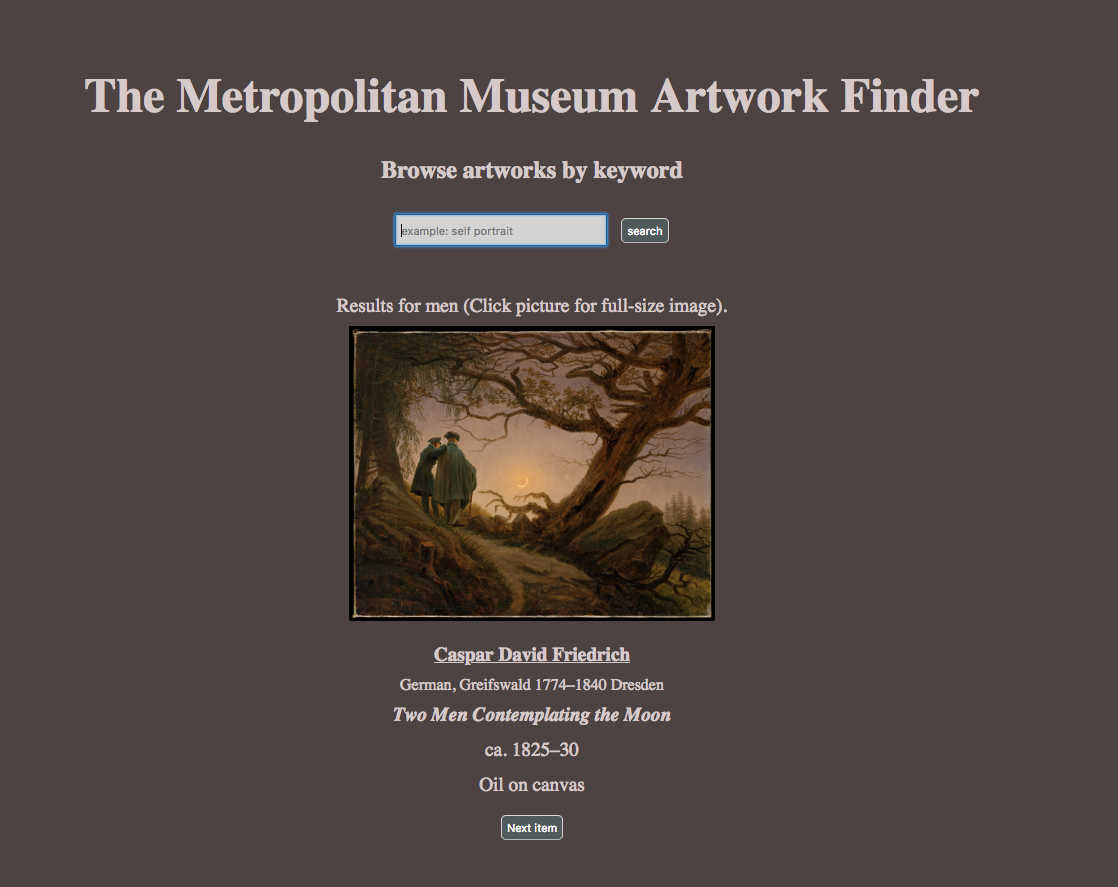 The Metropolitan Museum Artwork Finder
Browse artworks by keyword
example: self portrait
search
Results for men (Click picture for full-size image).
Caspar David Friedrich
German, Greifswald 1774–1840 Dresden
Two Men Contemplating the Moon
ca. 1825–30
Oil on canvas
Next item